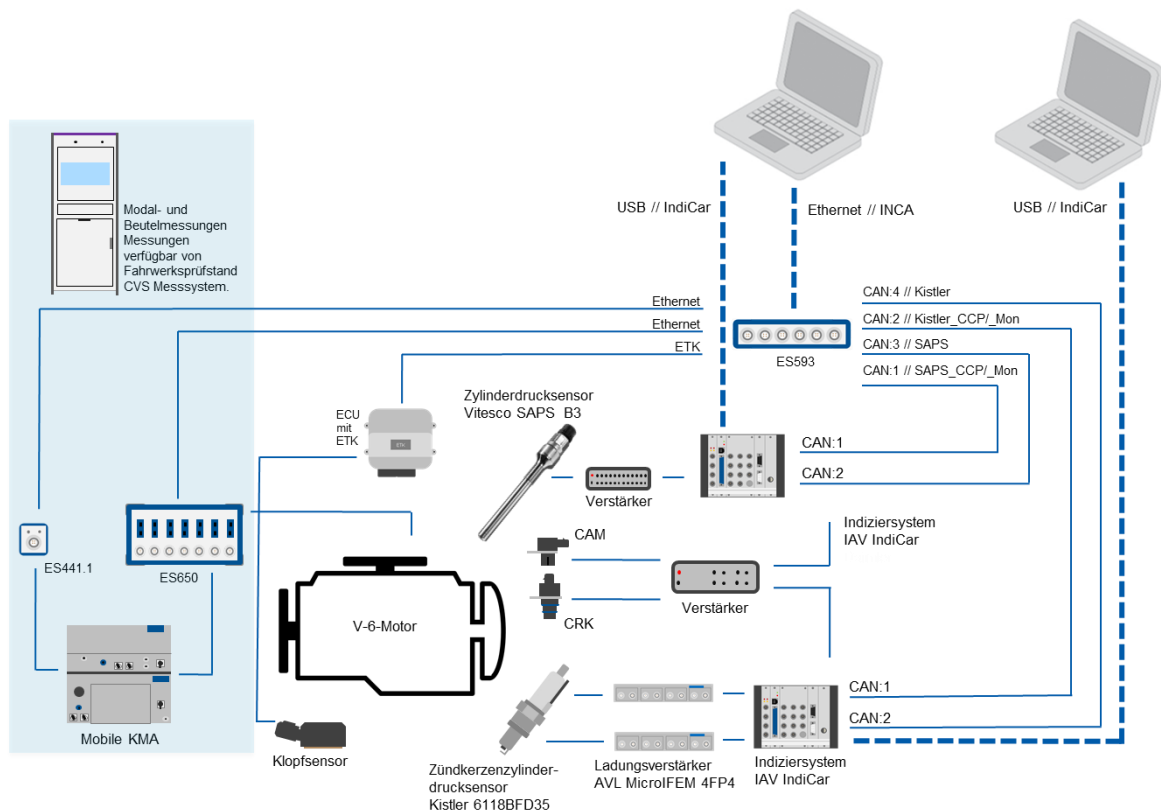 Modal- und
Beutelmessungen
Messungen
verfügbar von
Fahrwerksprüfstand
CVS Messsystem.
USB // IndiCar
Ethernet // INCA
USB // IndiCar
Ethernet
Ethernet
ETK
CAN:4 // Kistler
CAN:2 // Kistler_CCP/_Mon
CAN:3 // SAPS
CAN:1 // SAPS_CCP/_Mon
ES593
ECU
mit
ETK
ETK
Zylinderdrucksensor
Vitesco SAPS B3
Verstärker
CAN:1
CAN:2
Indiziersystem
IAV IndiCar
ES441.1
ES650
CAM
CRK
Verstärker
V-6-Motor
Mobile KMA
Klopfsensor
Zündkerzenzylinder-
drucksensor
Kistler 6118BFD35
Ladungsverstärker
AVL MicroIFEM 4FP4
CAN:1
CAN:2
Indiziersystem
IAV IndiCar